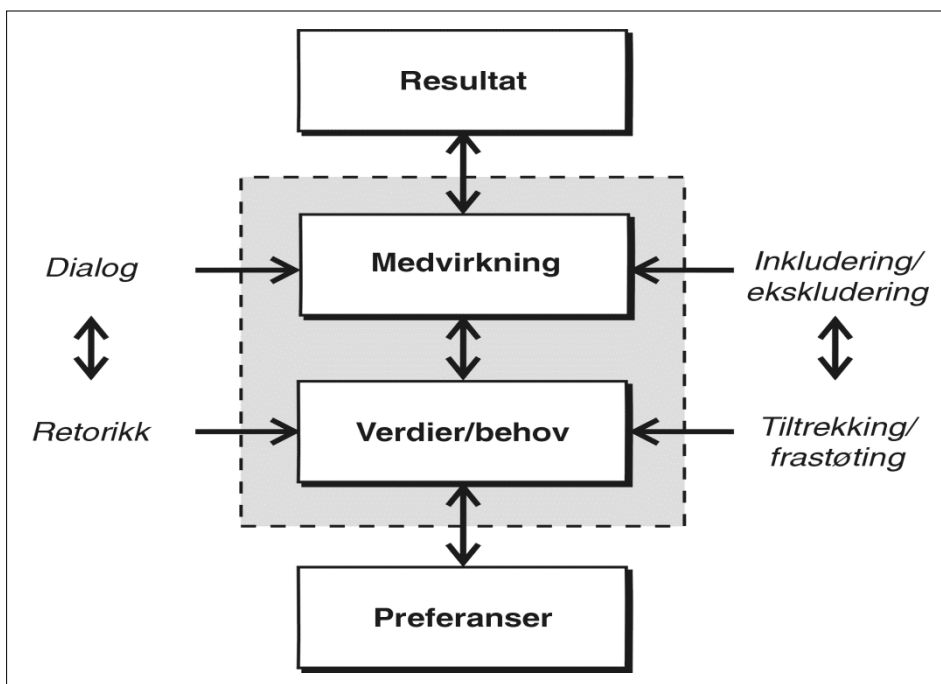 Resultat
Dialog
Medvirkning
Inkludering/
ekskludering
Retorikk
Verdier/behov
Tiltrekking/
frastøting
Preferanser